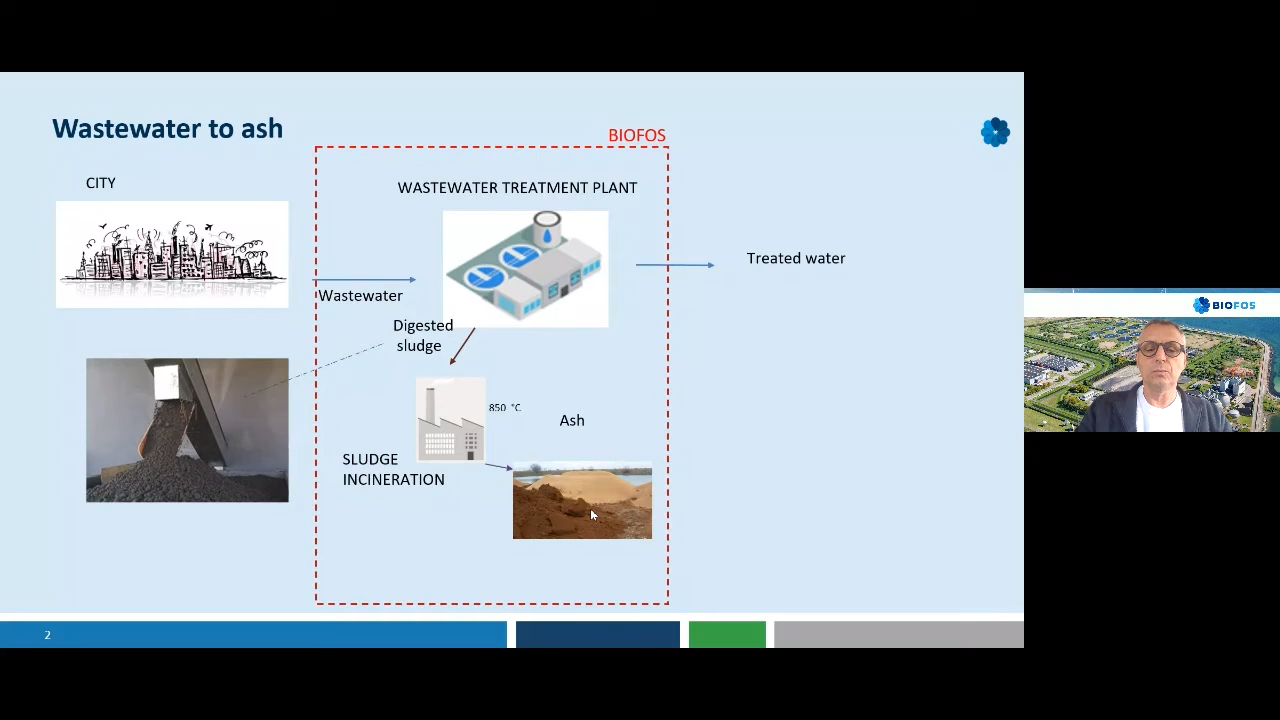 Wastewater to ash
BIOFOS
CITY
WASTEWATER TREATMENT PLANT
Treated water
Wastewater
Digested
sludge
850 °C
Ash
SLUDGE
INCINERATION
2
BIOFOS